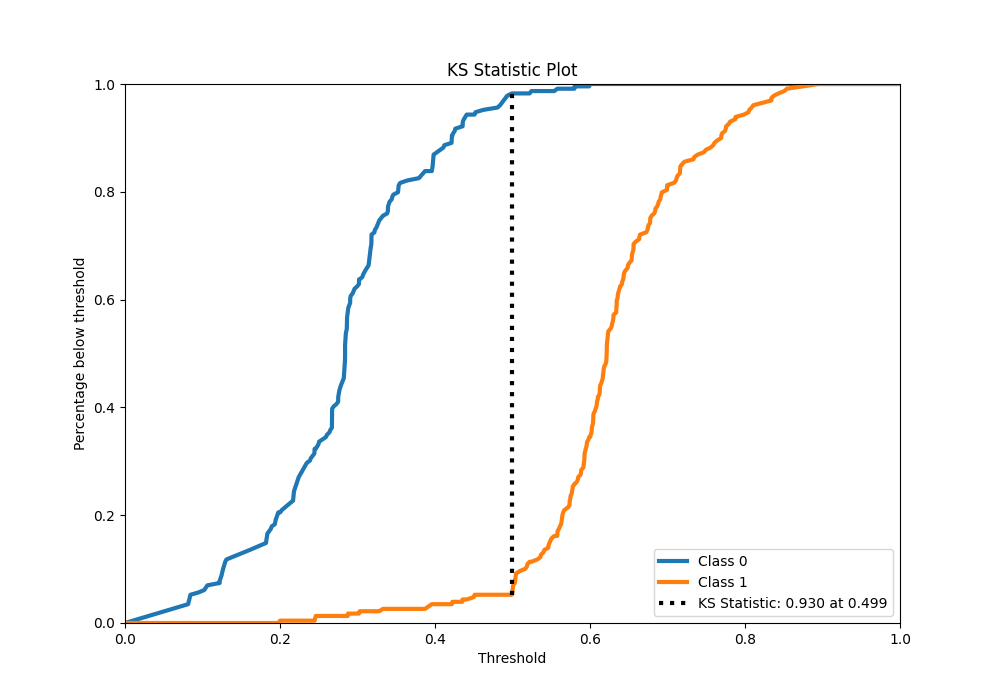 KS Statistic Plot
1.0
0.8
0.6
0.4
0.2
0.0
Percentage below threshold
0.0 0.2 0.4 0.6 0.8 1.0
Threshold
Class 0
Class 1
KS Statistic: 0.930 at 0.499